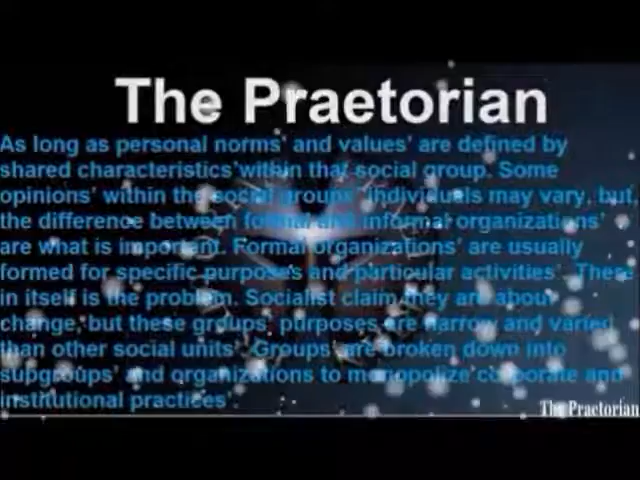 The Praetorian
As long as personal norms' and values' are defined by
shared characteristics'within that social group. Some
opinions' within the social groups' individuals may vary, but,
the difference between formal and informal organizations'
are what is important. Formal organizations' are usually
formed for specific purpose's and particular activities'. There
in itself is the problem. Socialist claim they are about
change, but these groups' purposes are narrow and varied
than other social units'. Groups' are broken down into
supgroups' and organizations to monopolize corporate and
institutional practices'.
The Praetorian